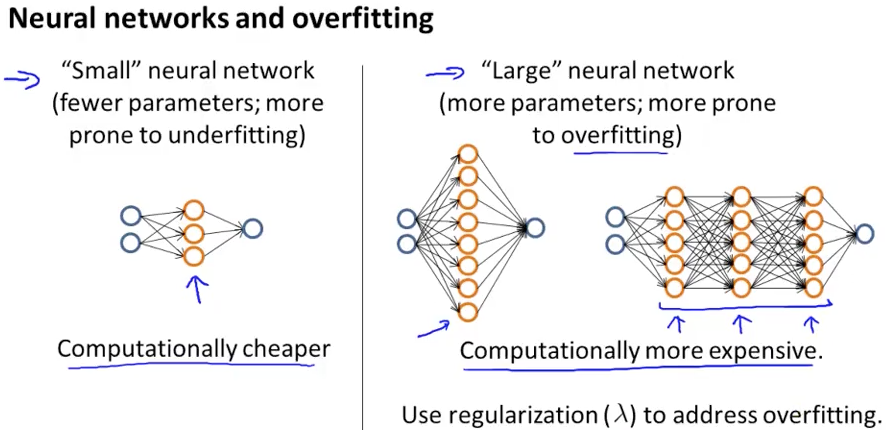 Neural networks and overfitting
“Small” neural network
(fewer parameters; more
prone to underfitting)
Computationally cheaper
“Large” neural network
(more parameters; more prone
to overfitting)
Computationally more expensive.
Use regularization (λ) to address overfitting.